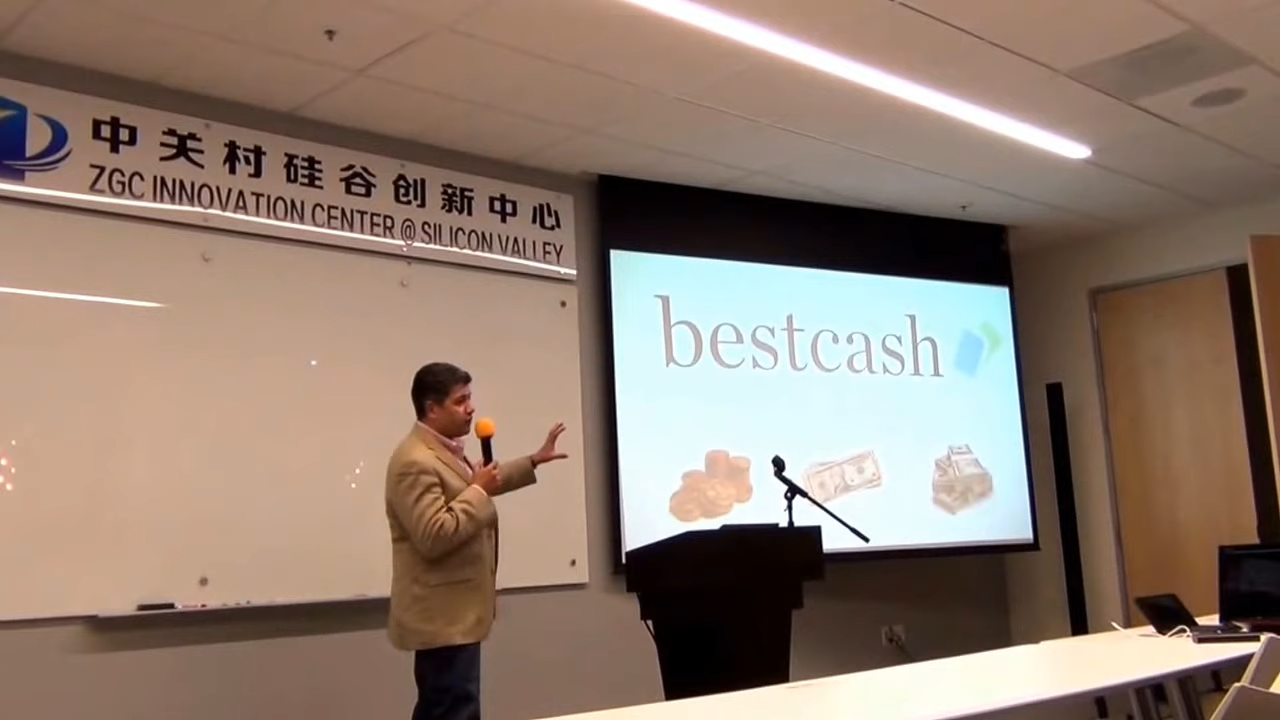 中关村硅谷创新中心
ZGC INNOVATION CENTER @ SILICON VALLEY
bestcash